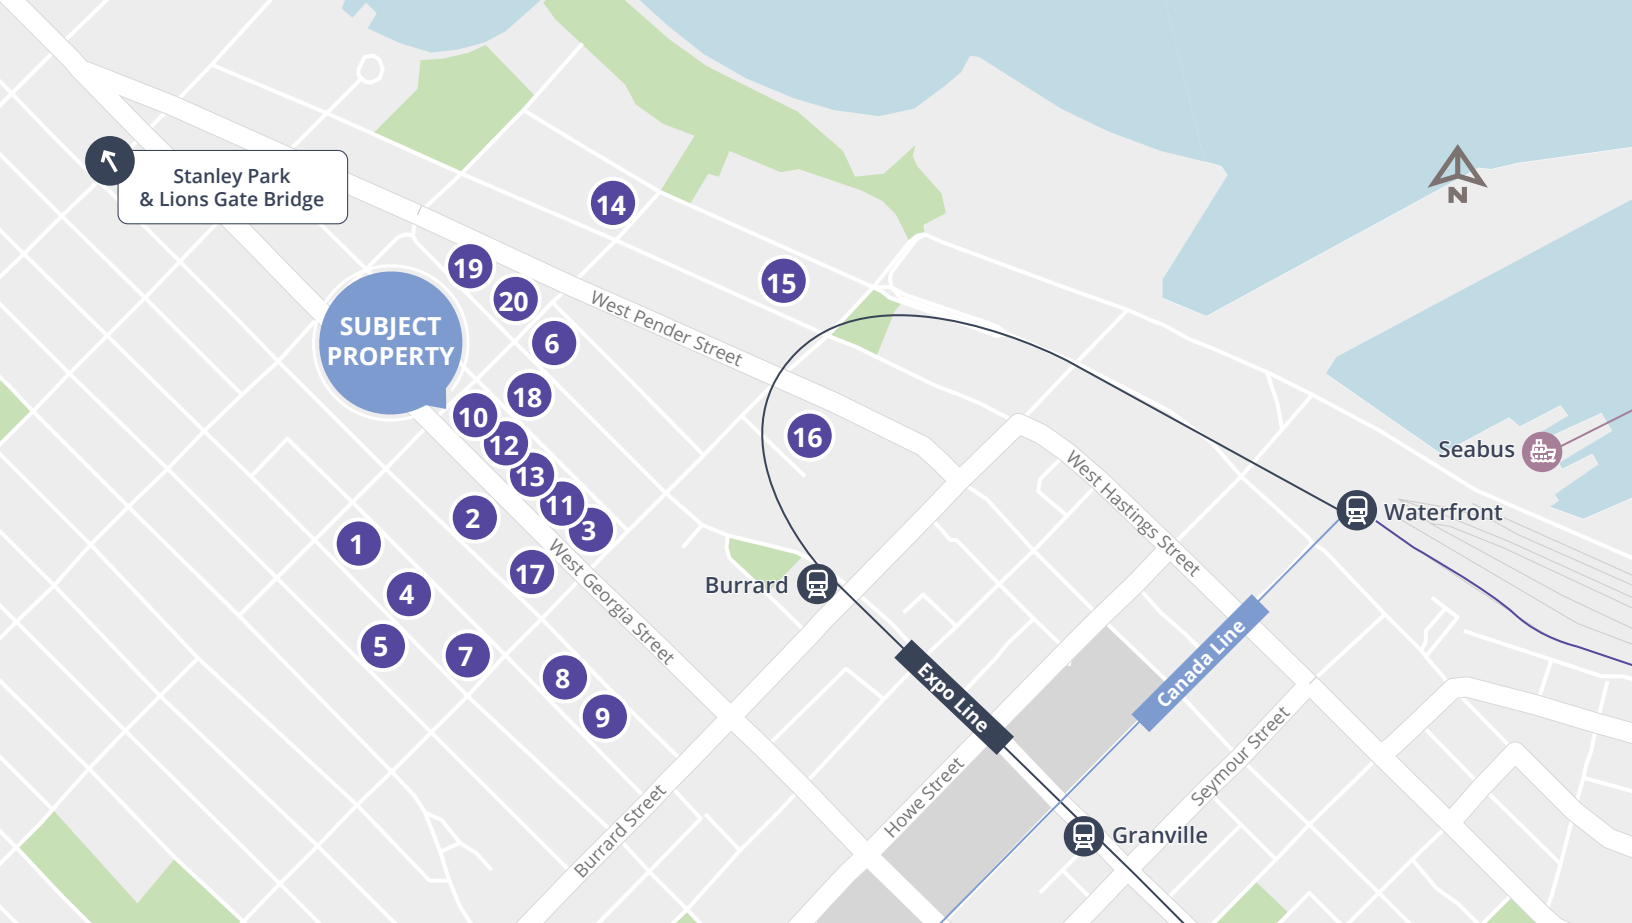 Stanley Park
& Lions Gate Bridge
N
14
19
15
20
West Pender Street
SUBJECT
PROPERTY
6
18
10
16
12
Seabus
West Hastings Street
13
11
2
3
Waterfront
1
17
West Georgia Street
Burrard
4
5
7
8
9
Expo Line
Canada Line
Seymour Street
Howe Street
Burrard Street
Granville